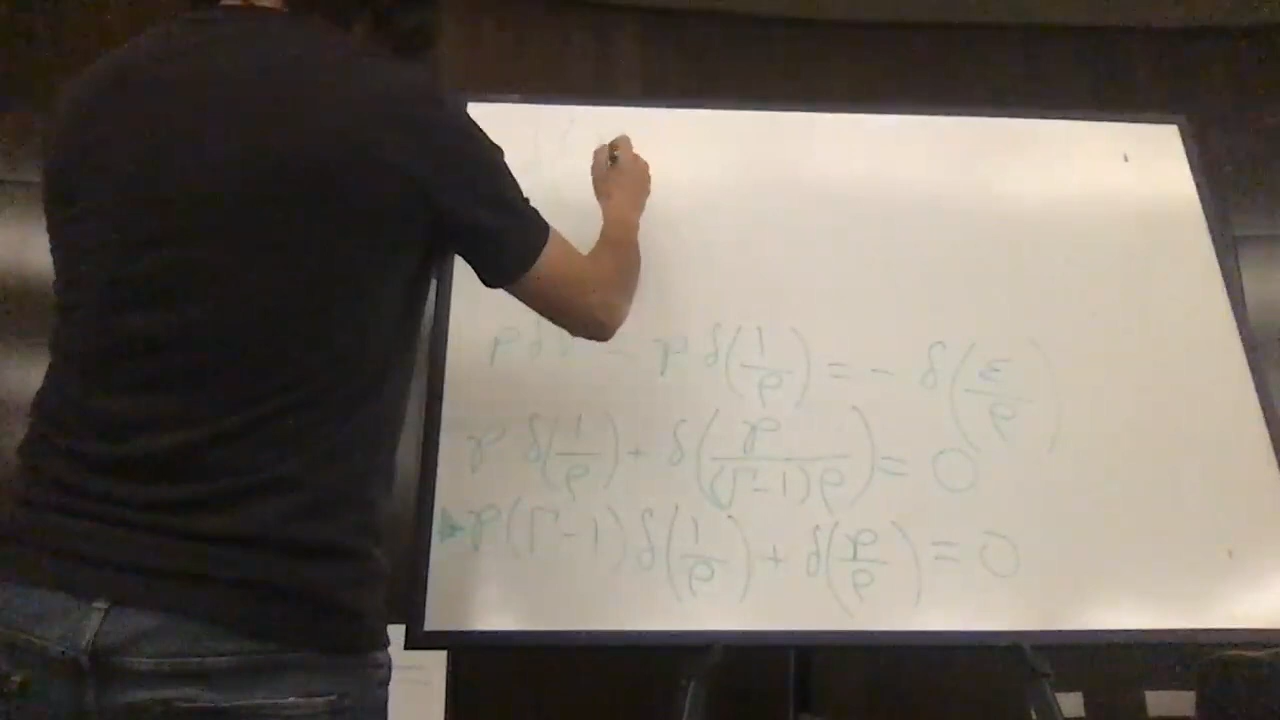 p δ(1/ρ) = - δ(ε/ρ)
p δ(1/ρ) + δ(p/((Γ-1)ρ)) = 0
p(Γ-1) δ(1/ρ) + δ(p/ρ) = 0